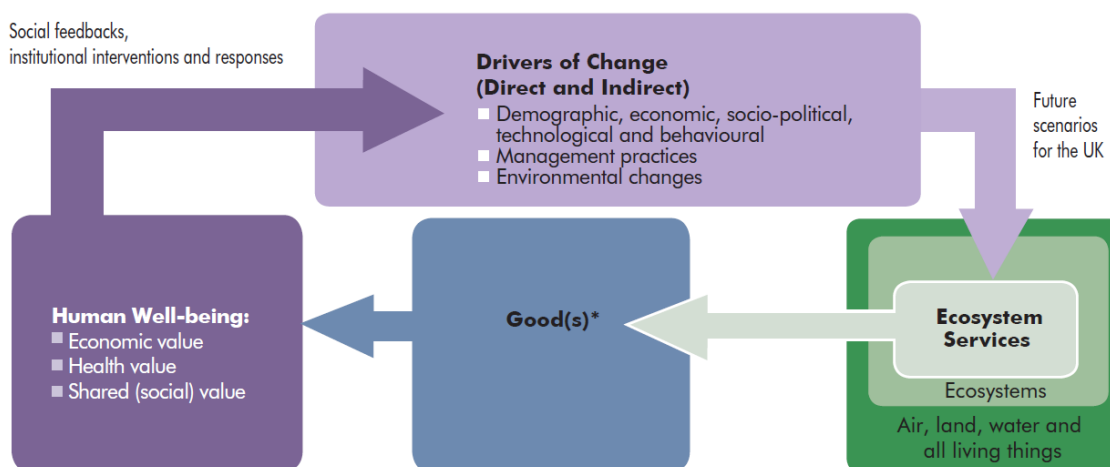 Social feedbacks,
institutional interventions and responses
Drivers of Change
(Direct and Indirect)
Demographic, economic, socio-political,
technological and behavioural
Management practices
Environmental changes
Future
scenarios
for the UK
Human Well-being:
Economic value
Health value
Shared (social) value
Good(s)*
Ecosystem
Services
Ecosystems
Air, land, water and
all living things